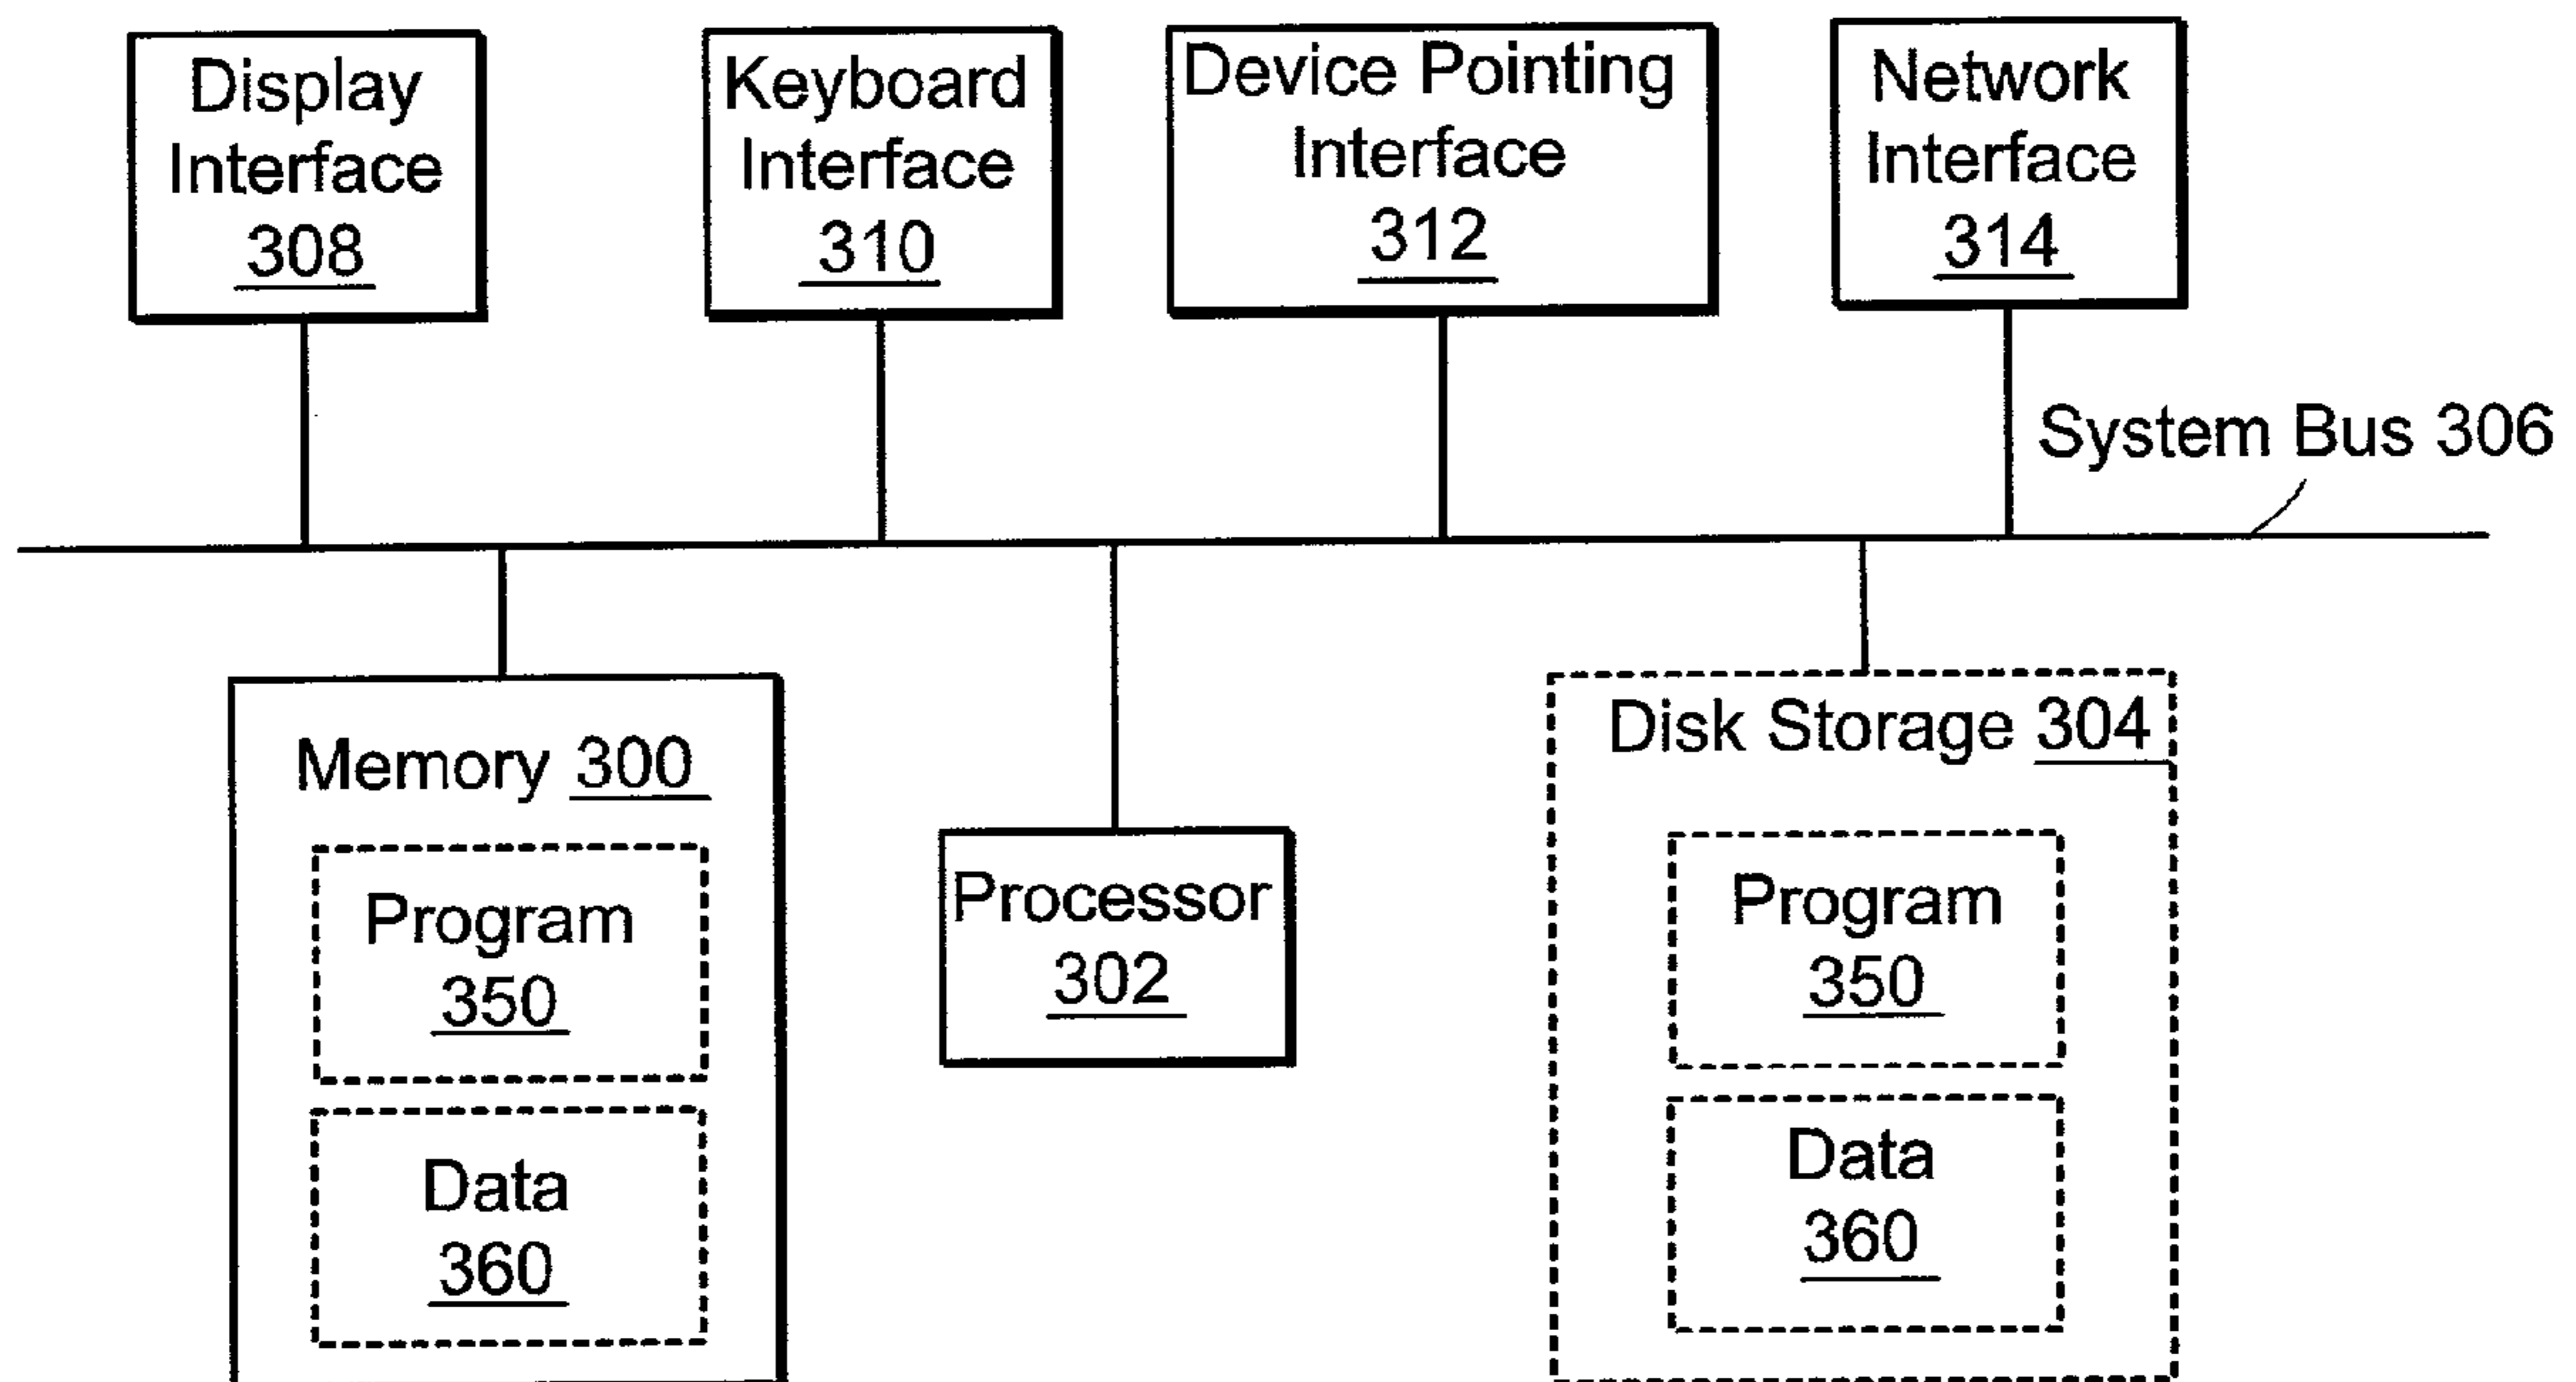 Display
Interface
308
Keyboard
Interface
310
Device Pointing
Interface
312
Network
Interface
314
System Bus 306
Memory 300
Program
350
Data
360
Processor
302
Disk Storage 304
Program
350
Data
360